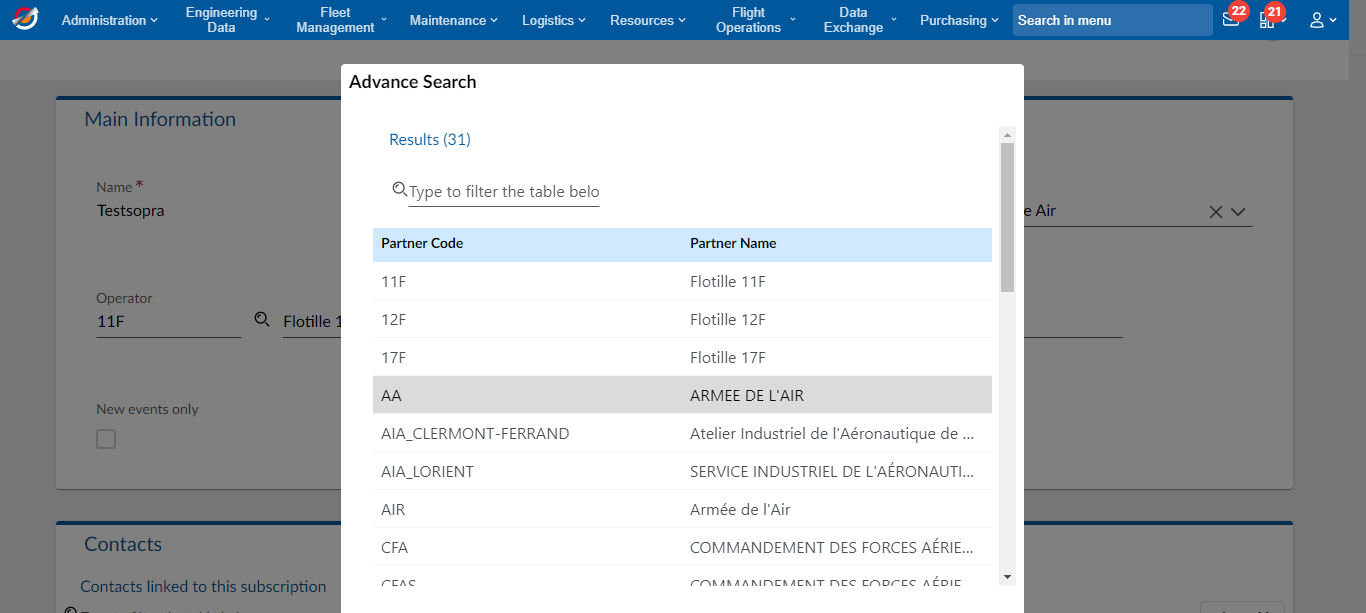 Administration
Engineering
Data
Fleet
Management
Maintenance
Logistics
Resources
Flight
Operations
Data
Exchange
Purchasing
Search in menu
22
21
Advance Search
Main Information
Results (31)
Name *
Type to filter the table belo
Testsopra
e Air
Partner Code Partner Name
11F Flotille 11F
Operator
12F Flotille 12F
11F
Flotille 1
17F Flotille 17F
AA ARMEE DE L'AIR
New events only
AIA_CLERMONT-FERRAND Atelier Industriel de l'Aéronautique de ...
AIA_LORIENT SERVICE INDUSTRIEL DE L'AÉRONAUTI...
AIR Armée de l'Air
CFA COMMANDEMENT DES FORCES AÉRIE...
Contacts
CFAS COMMANDEMENT DES FORCES AÉRIE
Contacts linked to this subscription